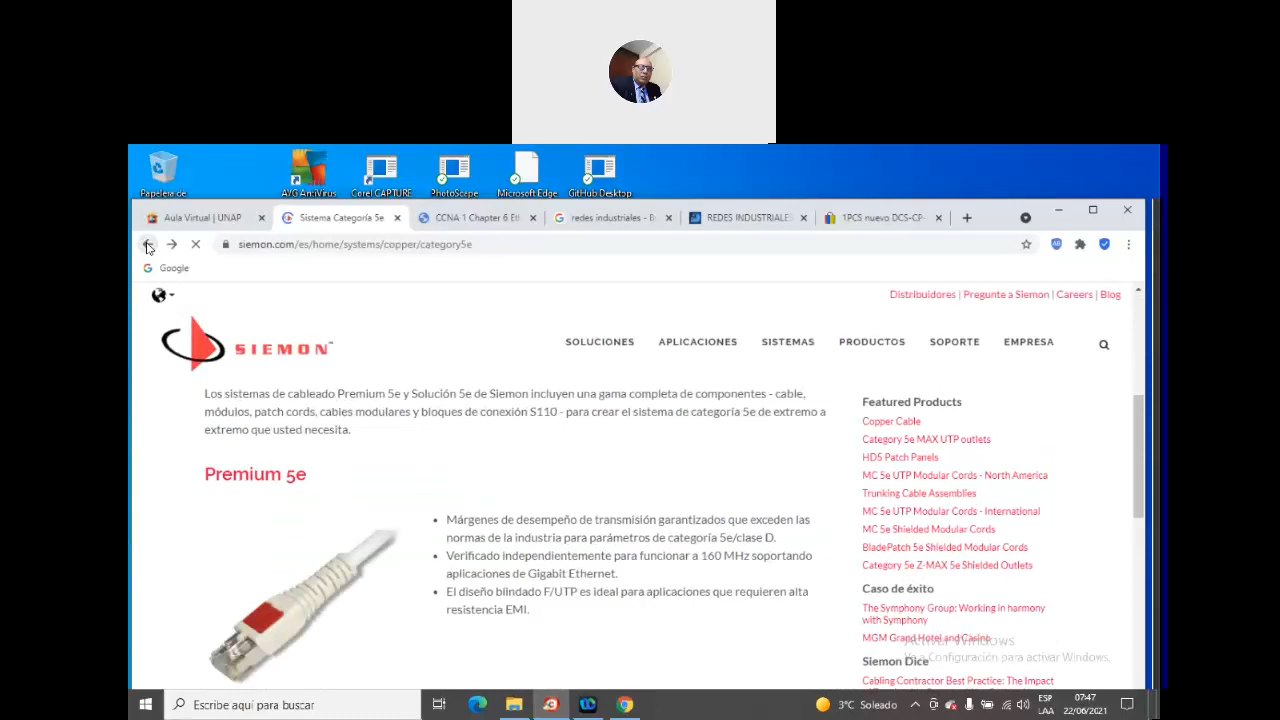 Papelera de
AVG AntiVirus
Corel CAPTURE
PhotoScape
Microsoft Edge
GitHub Desktop
Aula Virtual | UNAP
Sistema Categoría 5e
CCNA 1 Chapter 6 Et
redes industriales - B
REDES INDUSTRIALES
1PCS nuevo DCS-CP-
siemon.com/es/home/systems/copper/category5e
Google
Distribuidores | Pregunte a Siemon | Careers | Blog
SIEMON
SOLUCIONES APLICACIONES SISTEMAS PRODUCTOS SOPORTE EMPRESA
Los sistemas de cableado Premium 5e y Solución 5e de Siemon incluyen una gama completa de componentes - cable,
módulos, patch cords, cables modulares y bloques de conexión S110 - para crear el sistema de categoría 5e de extremo a
extremo que usted necesita.
Premium 5e
Márgenes de desempeño de transmisión garantizados que exceden las
normas de la industria para parámetros de categoría 5e/clase D.
Verificado independientemente para funcionar a 160 MHz soportando
aplicaciones de Gigabit Ethernet.
El diseño blindado F/UTP es ideal para aplicaciones que requieren alta
resistencia EMI.
Featured Products
Copper Cable
Category 5e MAX UTP outlets
HD5 Patch Panels
MC 5e UTP Modular Cords - North America
Trunking Cable Assemblies
MC 5e UTP Modular Cords - International
MC 5e Shielded Modular Cords
BladePatch 5e Shielded Modular Cords
Category 5e Z-MAX 5e Shielded Outlets
Caso de éxito
The Symphony Group: Working in harmony
with Symphony
MGM Grand Hotel and Casino
Activar Windows
Ve a Configuración para activar Windows.
Siemon Dice
Cabling Contractor Best Practice: The Impact
Escribe aquí para buscar
3°C Soleado
ESP
LAA
07:47
22/06/2021